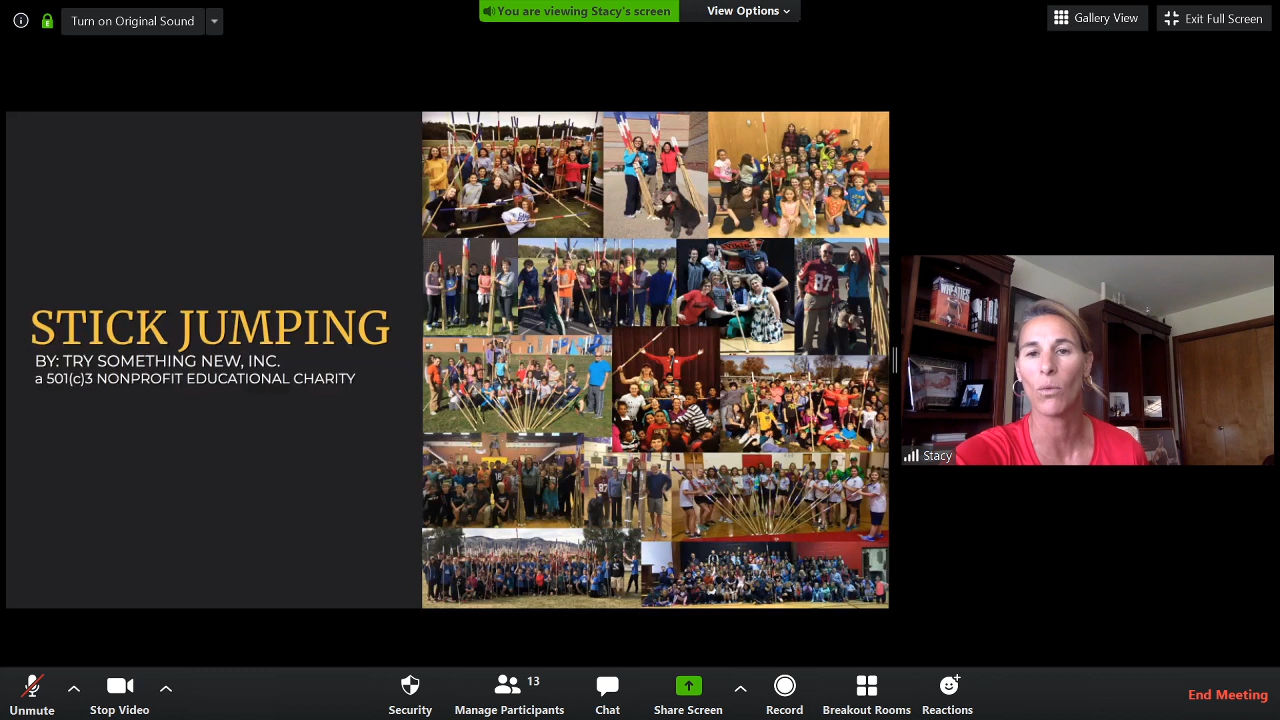 Turn on Original Sound
You are viewing Stacy's screen
View Options
Gallery View
Exit Full Screen
STICK JUMPING
BY: TRY SOMETHING NEW, INC.
a 501(c)3 NONPROFIT EDUCATIONAL CHARITY
87
WHEATIES
Stacy
Unmute
Stop Video
Security
13
Manage Participants
Chat
Share Screen
Record
Breakout Rooms
Reactions
End Meeting